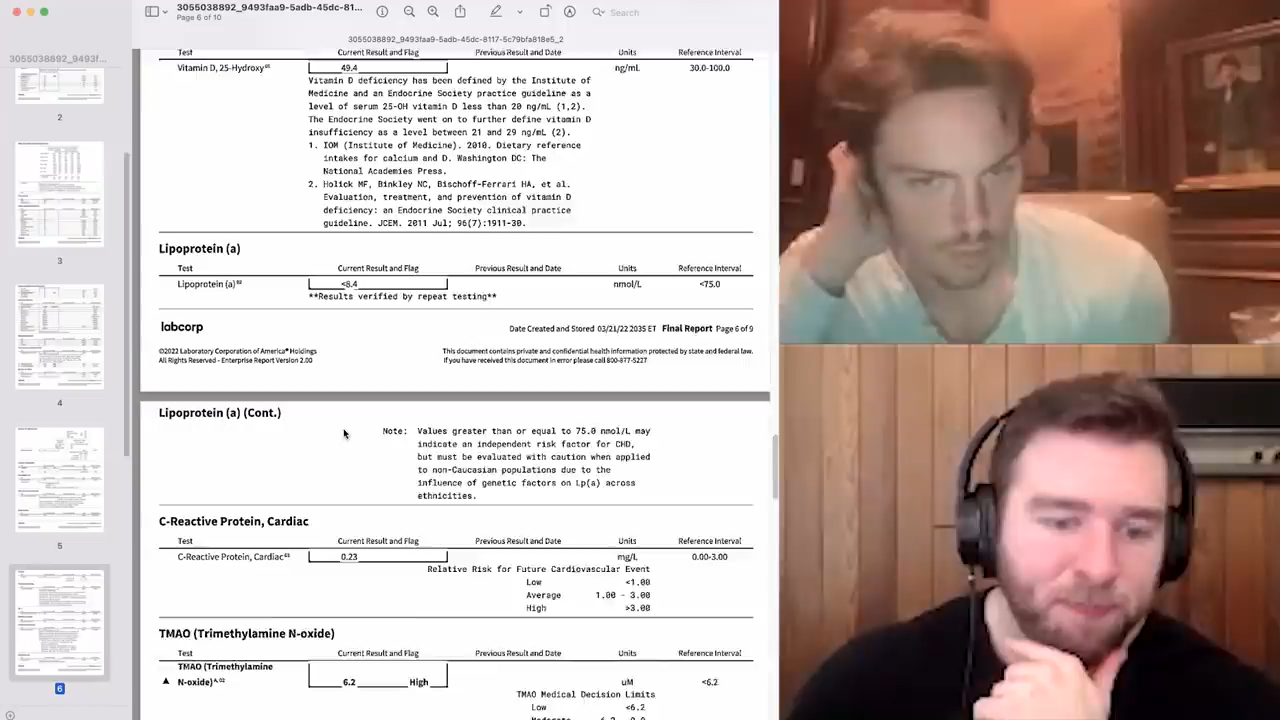 3055038892_9493faa9-5adb-45dc-81...
Page 6 of 10
Search
3055038892_9493f...
3055038892_9493faa9-5adb-45dc-8117-5c79bfa818e5_2
2
3
4
5
6
Test Current Result and Flag Previous Result and Date Units Reference Interval
Vitamin D, 25-Hydroxy 49.4 ng/mL 30.0-100.0
Vitamin D deficiency has been defined by the Institute of
Medicine and an Endocrine Society practice guideline as a
level of serum 25-OH vitamin D less than 20 ng/mL (1,2).
The Endocrine Society went on to further define vitamin D
insufficiency as a level between 21 and 29 ng/mL (2).
1. IOM (Institute of Medicine). 2010. Dietary reference
intakes for calcium and D. Washington DC: The
National Academies Press.
2. Holick MF, Binkley NC, Bischoff-Ferrari HA, et al.
Evaluation, treatment, and prevention of vitamin D
deficiency: an Endocrine Society clinical practice
guideline. JCEM. 2011 Jul; 96(7):1911-30.
Lipoprotein (a)
Test Current Result and Flag Previous Result and Date Units Reference Interval
Lipoprotein (a) <8.4 nmol/L <75.0
**Results verified by repeat testing**
labcorp
Date Created and Stored 03/21/22 2035 ET Final Report Page 6 of 9
©2022 Laboratory Corporation of America® Holdings
All Rights Reserved - Enterprise Version 2.00
This document contains private and confidential health information protected by state and federal law.
If you have received this document in error please call 800-877-5227
Lipoprotein (a) (Cont.)
Note: Values greater than or equal to 75.0 nmol/L may
indicate an independent risk factor for CHD,
but must be evaluated with caution when applied
to non-Caucasian populations due to the
influence of genetic factors on Lp(a) across
ethnicities.
C-Reactive Protein, Cardiac
Test Current Result and Flag Previous Result and Date Units Reference Interval
C-Reactive Protein, Cardiac 0.23 mg/L 0.00-3.00
Relative Risk for Future Cardiovascular Event
Low <1.00
Average 1.00 - 3.00
High >3.00
TMAO (Trimethylamine N-oxide)
Test Current Result and Flag Previous Result and Date Units Reference Interval
▲ TMAO (Trimethylamine
N-oxide) 6.2 High uM <6.2
TMAO Medical Decision Limits
Low <6.2